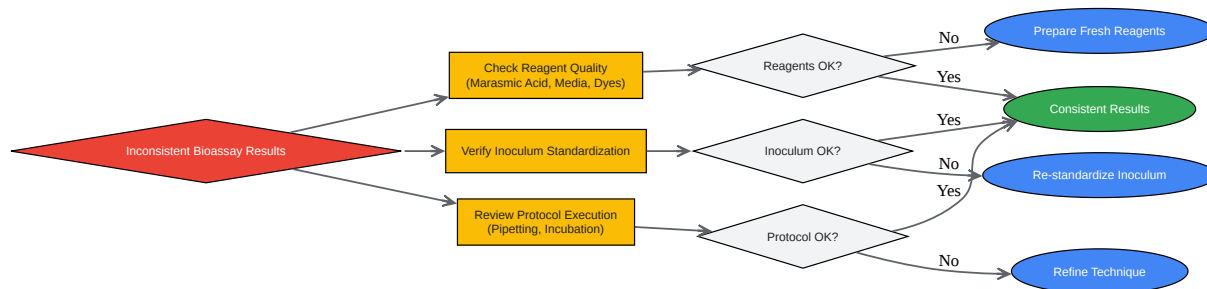 Inconsistent Bioassay Results
Check Reagent Quality
(Marasmic Acid, Media, Dyes)
Verify Inoculum Standardization
Review Protocol Execution
(Pipetting, Incubation)
Reagents OK?
Inoculum OK?
Protocol OK?
No
Yes
Yes
No
Yes
No
Prepare Fresh Reagents
Consistent Results
Re-standardize Inoculum
Refine Technique